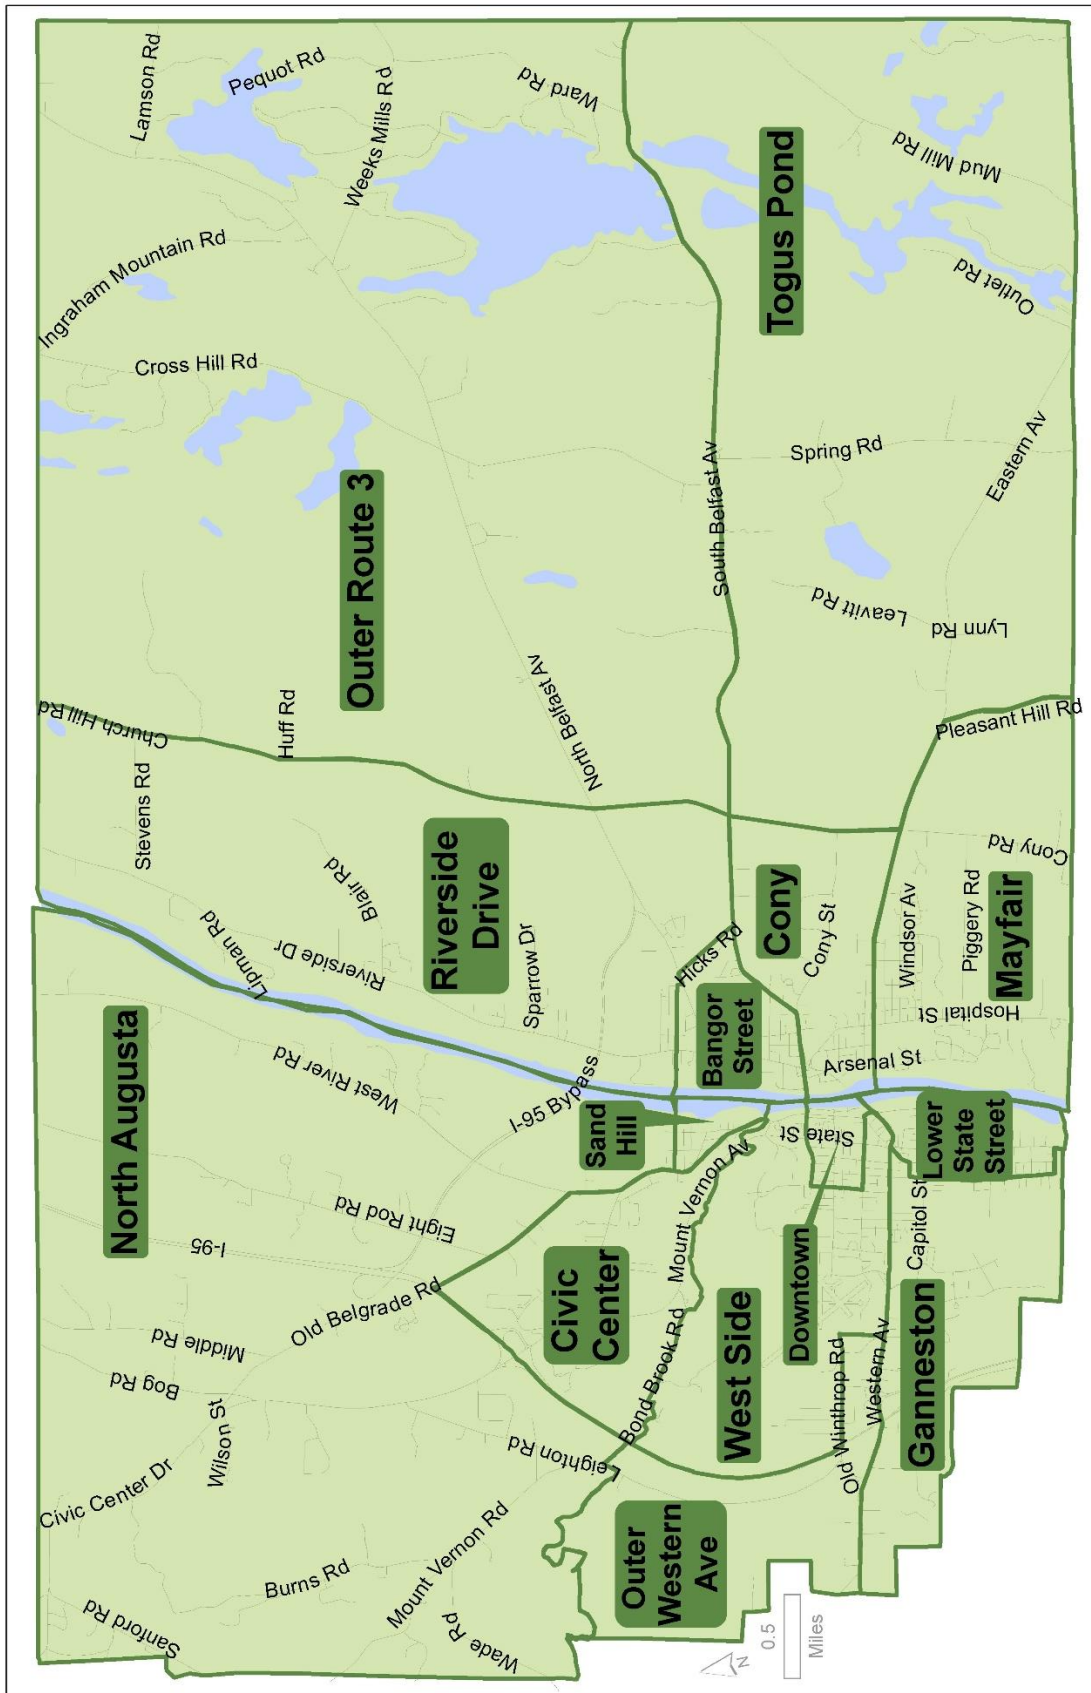 Lamson Rd
Pequot Rd
Weeks Mills Rd
Ward Rd
Ingraham Mountain Rd
Cross Hill Rd
Togus Pond
Mud Mill Rd
Outlet Rd
Outer Route 3
South Belfast Av
Spring Rd
Eastern Av
Leavitt Rd
Lynn Rd
Church Hill Rd
Huff Rd
North Belfast Av
Pleasant Hill Rd
Stevens Rd
Blair Rd
Riverside
Drive
Lipman Rd
Riverside Dr
Sparrow Dr
Hicks Rd
Cony
Cony St
Cony Rd
Windsor Av
Piggery Rd
Mayfair
Hospital St
Bangor
Street
Arsenal St
North Augusta
West River Rd
I-95 Bypass
Sand
Hill
State St
State St
Lower
State
Street
Eight Rod Rd
I-95
Mount Vernon Av
Capitol St
Old Belgrade Rd
Civic
Center
Downtown
Middle Rd
Bog Rd
Bond Brook Rd
West Side
Old Winthrop Rd
Western Av
Ganneston
Wilson St
Civic Center Dr
Leighton Rd
Mount Vernon Rd
Burns Rd
Outer
Western
Ave
Sanford Rd
Wade Rd
N
0.5
Miles